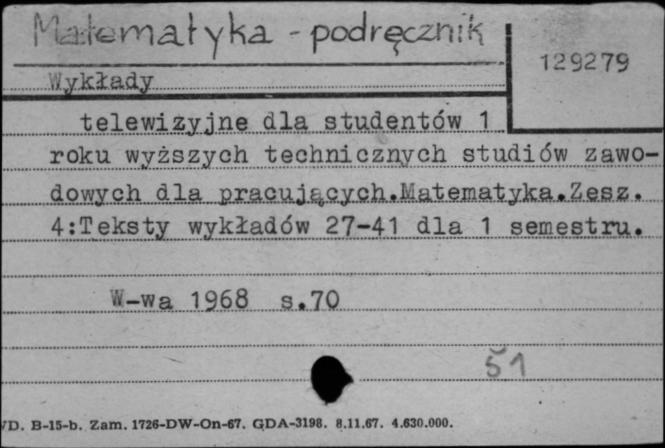 Matematyka - podręcznik
129279
Wykłady
telewizyjne dla studentów 1
roku wyższych technicznych studiów zawo-
dowych dla pracujących.Matematyka.Zesz.
4:Teksty wykładów 27-41 dla 1 semestru.
W-wa 1968 s.70
51
D. B-15-b. Zam. 1726-DW-On-67. GDA-3198. 8.11.67. 4.630.000.